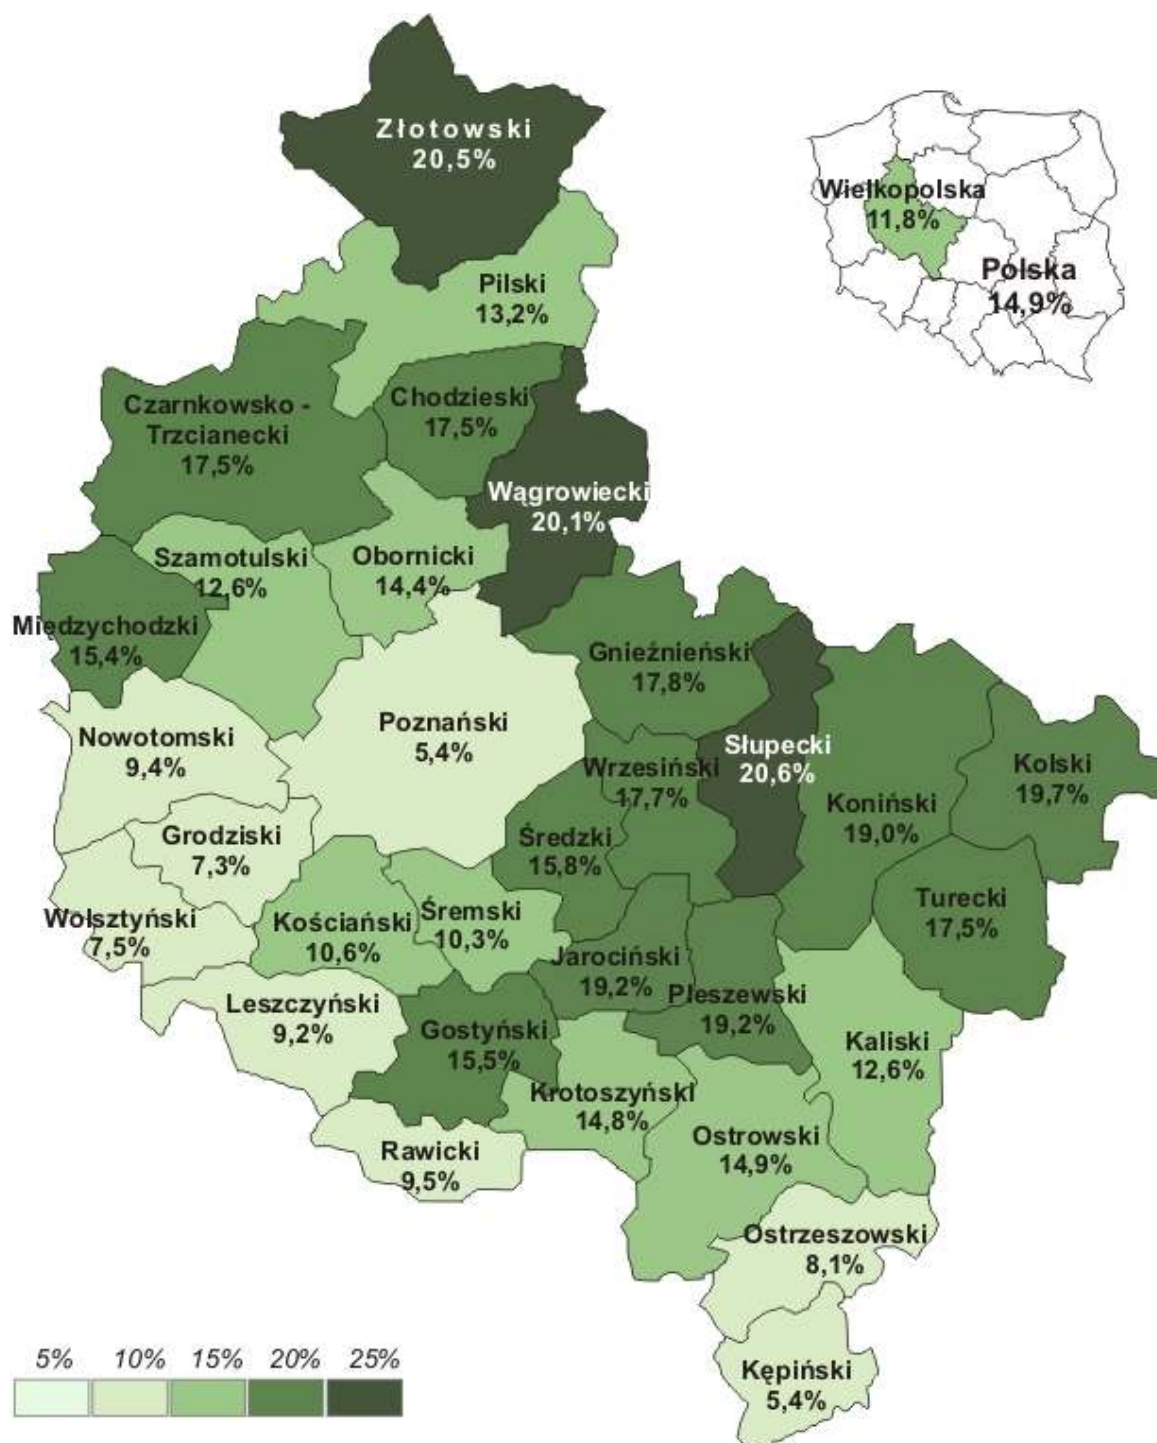 Złotowski
20,5%
Wielkopolska
11,8%
Polska
14,9%
Pilski
13,2%
Czarnkowsko -
Trzcianecki
17,5%
Chodzieski
17,5%
Wągrowiecki
20,1%
Szamotulski
12,6%
Obornicki
14,4%
Międzychodzki
15,4%
Gnieźnieński
17,8%
Nowotomski
9,4%
Poznański
5,4%
Słupecki
20,6%
Wrzesiński
17,7%
Koniński
19,0%
Kolski
19,7%
Grodziski
7,3%
Średzki
15,8%
Turecki
17,5%
Wolsztyński
7,5%
Kościański
10,6%
Śremski
10,3%
Jarociński
19,2%
Pleszewski
19,2%
Leszczyński
9,2%
Gostyński
15,5%
Kaliski
12,6%
Krotoszyński
14,8%
Ostrowski
14,9%
Rawicki
9,5%
Ostrzeszowski
8,1%
Kępiński
5,4%
5% 10% 15% 20% 25%